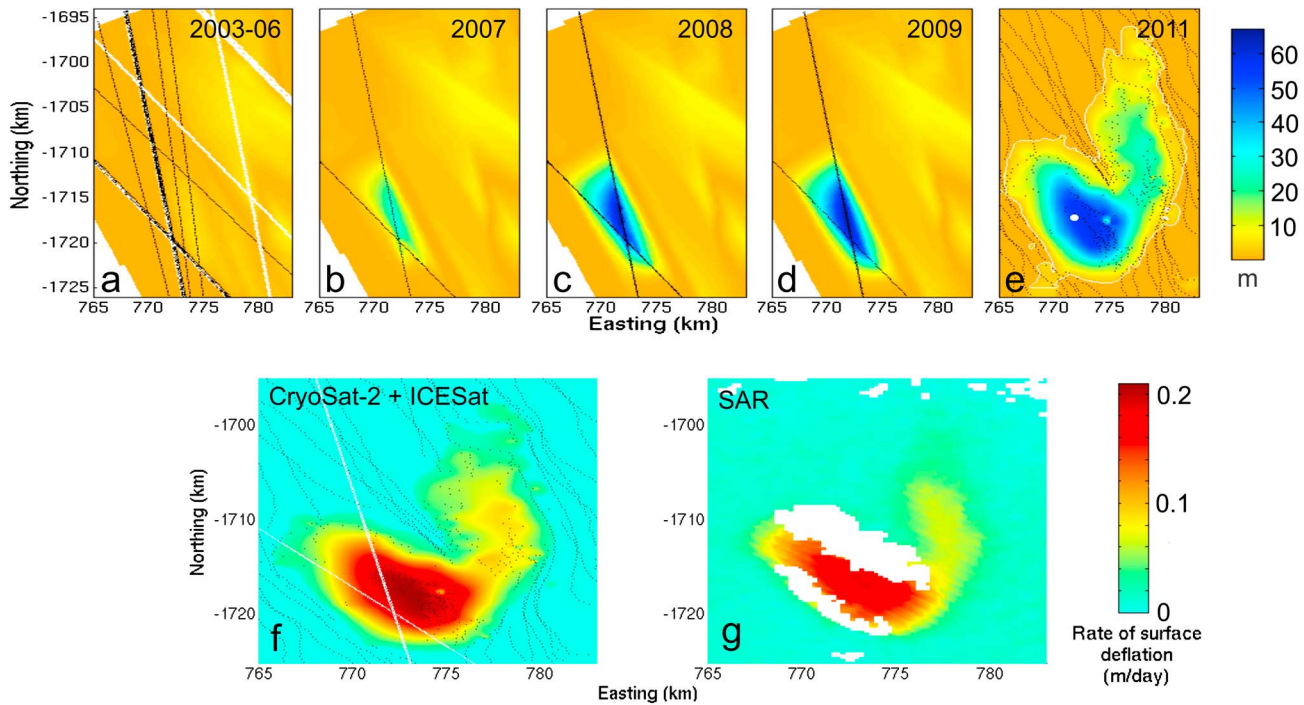 2003-06
2007
2008
2009
2011
-1694
-1700
-1705
-1710
-1715
-1720
-1725
Northing (km)
a
b
c
d
e
765 770 775 780
765 770 775 780
765 770 775 780
765 770 775 780
765 770 775 780
Easting (km)
60
50
40
30
20
10
m
CryoSat-2 + ICESat
SAR
-1700
-1710
-1720
Northing (km)
f
765 770 775 780
-1700
-1710
-1720
g
765 770 775 780
Easting (km)
0.2
0.1
0
Rate of surface
deflection
(m/day)